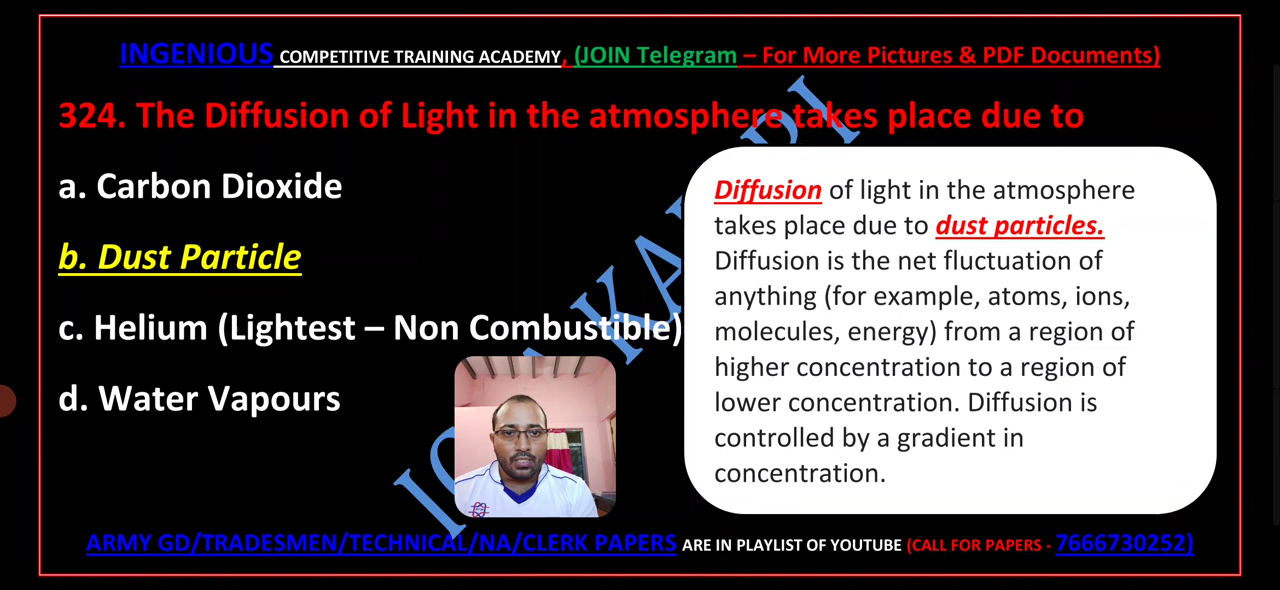 INGENIOUS COMPETITIVE TRAINING ACADEMY, (JOIN Telegram – For More Pictures & PDF Documents)
324. The Diffusion of Light in the atmosphere takes place due to
a. Carbon Dioxide
b. Dust Particle
c. Helium (Lightest – Non Combustible)
d. Water Vapours
Diffusion of light in the atmosphere
takes place due to dust particles.
Diffusion is the net fluctuation of
anything (for example, atoms, ions,
molecules, energy) from a region of
higher concentration to a region of
lower concentration. Diffusion is
controlled by a gradient in
concentration.
ARMY GD/TRADESMEN/TECHNICAL/NA/CLERK PAPERS ARE IN PLAYLIST OF YOUTUBE (CALL FOR PAPERS - 7666730252)